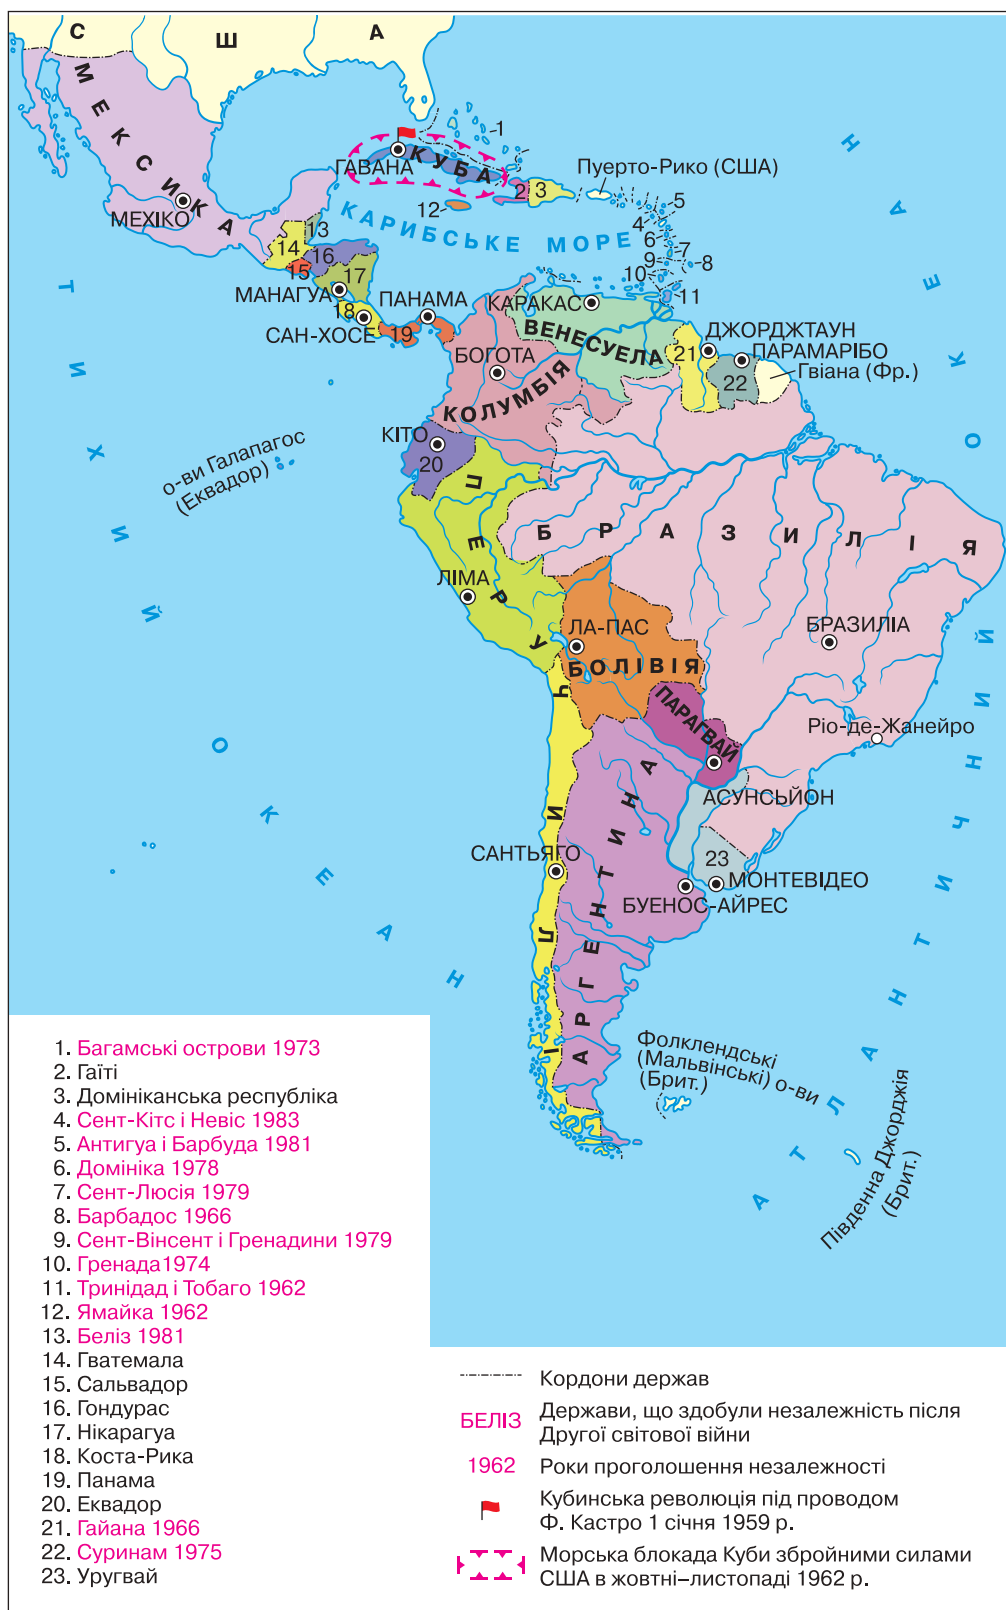 США
МЕКСИКА
1
ГАВАНА
КУБА
Пуерто-Рико (США)
2
3
МЕХІКО
12
КАРИБСЬКЕ МОРЕ
4
5
6
7
8
9
10
11
13
14
15
16
17
МАНАГУА
18
САН-ХОСЕ
ПАНАМА
19
КАРАКАС
ВЕНЕСУЕЛА
ДЖОРДЖТАУН
21
ПАРАМАРІБО
22
Гвіана (Фр.)
БОГОТА
КОЛУМБІЯ
КІТО
20
о-ви Галапагос
(Еквадор)
ПЕРУ
БРАЗИЛІЯ
ЛІМА
ЛА-ПАС
БОЛІВІЯ
БРАЗИЛІА
ПАРАГВАЙ
Ріо-де-Жанейро
АСУНСЬЙОН
ЧИЛІ
АРГЕНТИНА
САНТЬЯГО
23
МОНТЕВІДЕО
БУЕНОС-АЙРЕС
ТИХИЙ ОКЕАН
АТЛАНТИЧНИЙ ОКЕАН
Фолклендські
(Мальвінські) о-ви
(Брит.)
Південна Джорджія
(Брит.)
1. Багамські острови 1973
2. Гаїті
3. Домініканська республіка
4. Сент-Кітс і Невіс 1983
5. Антигуа і Барбуда 1981
6. Домініка 1978
7. Сент-Люсія 1979
8. Барбадос 1966
9. Сент-Вінсент і Гренадини 1979
10. Гренада1974
11. Тринідад і Тобаго 1962
12. Ямайка 1962
13. Беліз 1981
14. Гватемала
15. Сальвадор
16. Гондурас
17. Нікарагуа
18. Коста-Рика
19. Панама
20. Еквадор
21. Гайана 1966
22. Суринам 1975
23. Уругвай
Кордони держав
БЕЛІЗ Держави, що здобули незалежність після
Другої світової війни
1962 Роки проголошення незалежності
Кубинська революція під проводом
Ф. Кастро 1 січня 1959 р.
Морська блокада Куби збройними силами
США в жовтні–листопаді 1962 р.